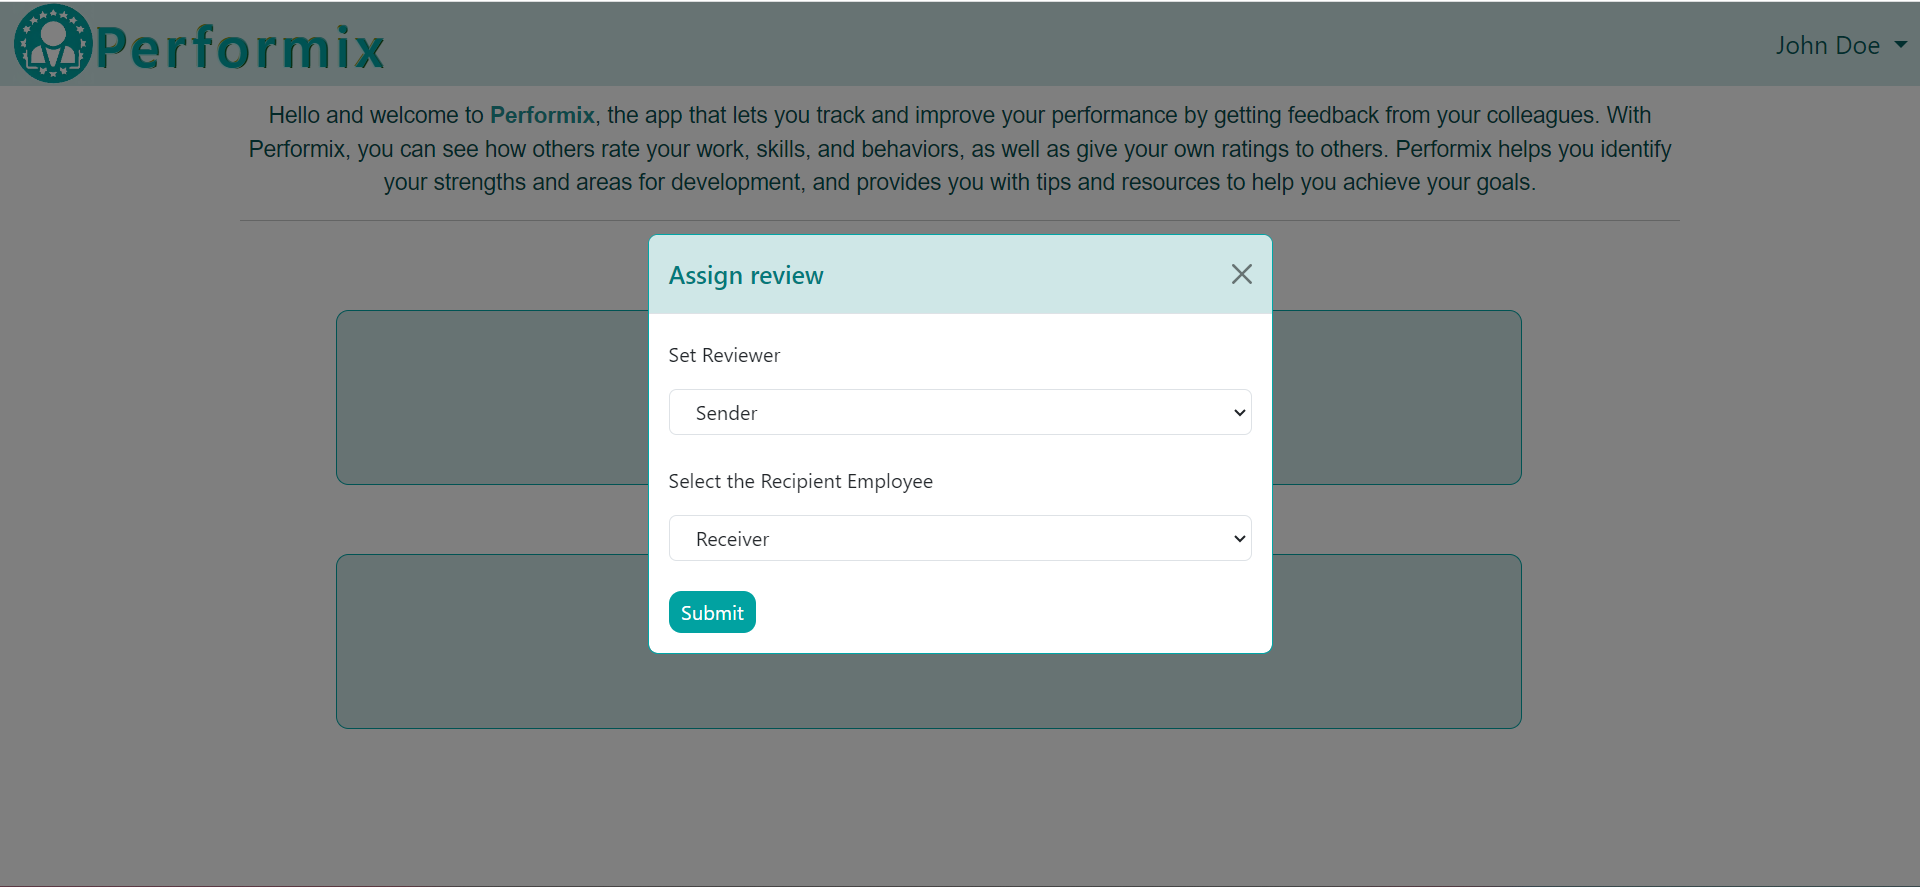 Performix
John Doe
Hello and welcome to Performix, the app that lets you track and improve your performance by getting feedback from your colleagues. With
Performix, you can see how others rate your work, skills, and behaviors, as well as give your own ratings to others. Performix helps you identify
your strengths and areas for development, and provides you with tips and resources to help you achieve your goals.
Assign review
Set Reviewer
Sender
Select the Recipient Employee
Receiver
Submit